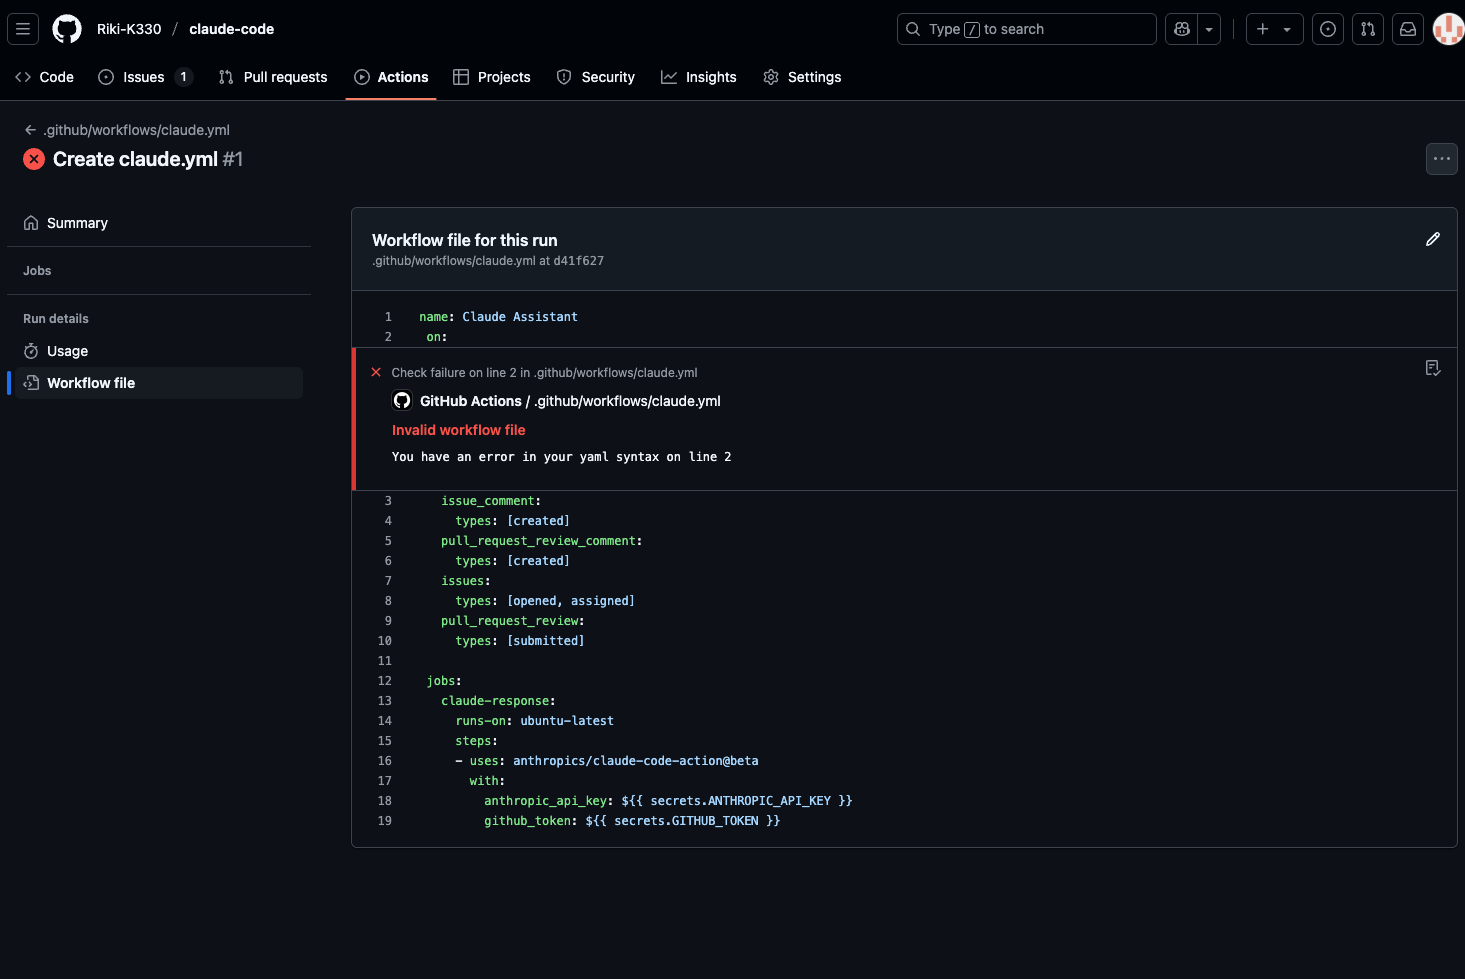 Riki-K330 / claude-code
Type / to search
Code
Issues 1
Pull requests
Actions
Projects
Security
Insights
Settings
.github/workflows/claude.yml
Create claude.yml #1
Summary
Jobs
Run details
Usage
Workflow file
Workflow file for this run
.github/workflows/claude.yml at d41f627
1 name: Claude Assistant
2 on:
Check failure on line 2 in .github/workflows/claude.yml
GitHub Actions / .github/workflows/claude.yml
Invalid workflow file
You have an error in your yaml syntax on line 2
3 issue_comment:
4 types: [created]
5 pull_request_review_comment:
6 types: [created]
7 issues:
8 types: [opened, assigned]
9 pull_request_review:
10 types: [submitted]
11
12 jobs:
13 claude-response:
14 runs-on: ubuntu-latest
15 steps:
16 - uses: anthropics/claude-code-action@beta
17 with:
18 anthropic_api_key: ${{ secrets.ANTHROPIC_API_KEY }}
19 github_token: ${{ secrets.GITHUB_TOKEN }}